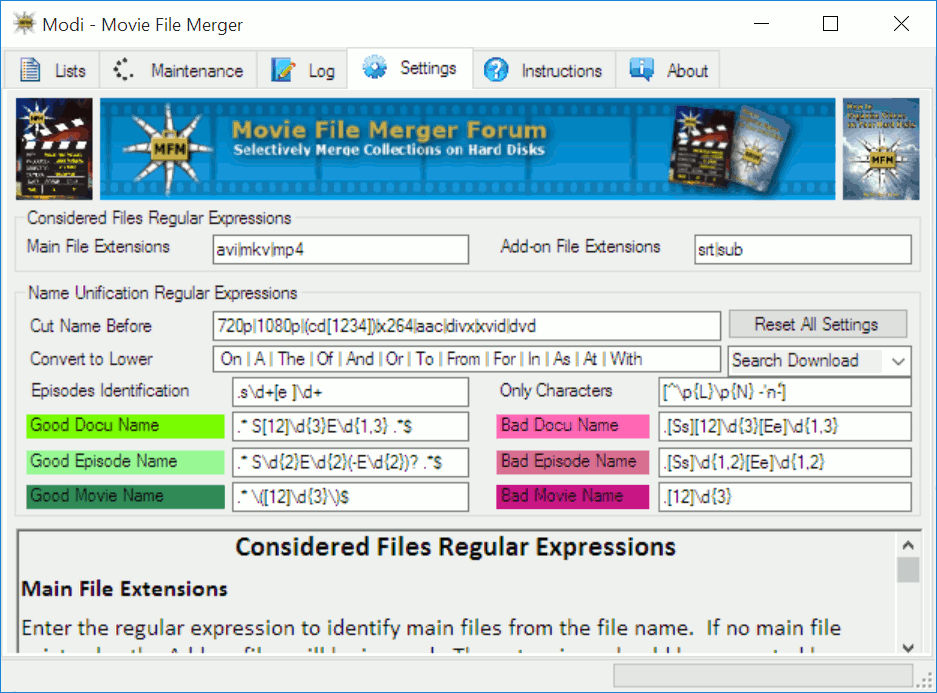 Modi - Movie File Merger
Lists Maintenance Log Settings Instructions About
MFM
MFM
Movie File Merger Forum
Selectively Merge Collections on Hard Disks
MFM
Considered Files Regular Expressions
Main File Extensions avi|mkv|mp4 Add-on File Extensions srt|sub
Name Unification Regular Expressions
Cut Name Before 720p|1080p|(cd[1234])|x264|aac|divx|xvid|dvd Reset All Settings
Convert to Lower On | A | The | Of | And | Or | To | From | For | In | As | At | With Search Download
Episodes Identification .s\d+[e ]\d+ Only Characters
Good Docu Name .* S[12]\d{3}E\d{1,3} .*$ Bad Docu Name .[Ss][12]\d{3}[Ee]\d{1,3}
Good Episode Name .* S\d{2}E\d{2}(-E\d{2})? .*$ Bad Episode Name .[Ss]\d{1,2}[Ee]\d{1,2}
Good Movie Name .* \([12]\d{3}\)$ Bad Movie Name .[12]\d{3}
Considered Files Regular Expressions
Main File Extensions
Enter the regular expression to identify main files from the file name. If no main file